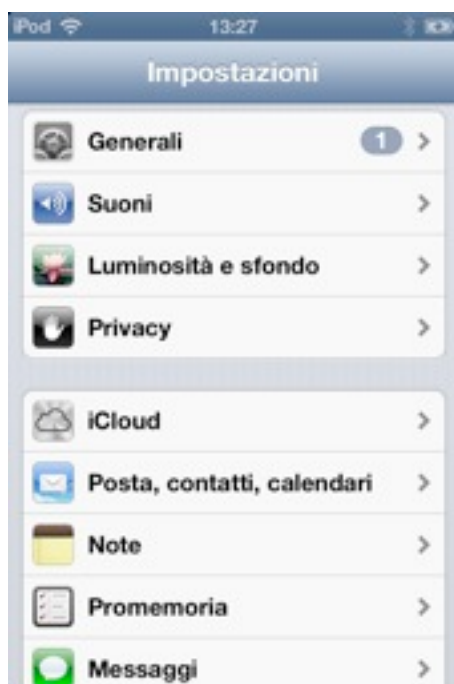 iPod 13:27
Impostazioni
Generali 1
Suoni
Luminosità e sfondo
Privacy
iCloud
Posta, contatti, calendari
Note
Promemoria
Messaggi